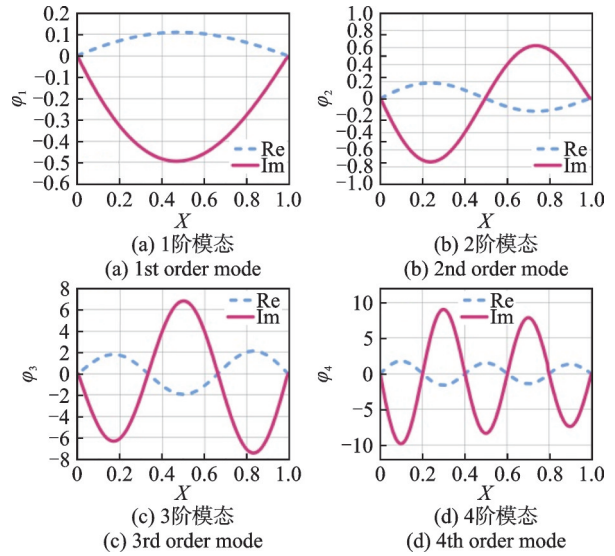 0.2
0.1
0
−0.1
−0.2
−0.3
−0.4
−0.5
−0.6
φ₁
Re
Im
0 0.2 0.4 0.6 0.8 1.0
X
(a) 1阶模态
(a) 1st order mode
1.0
0.8
0.6
0.4
0.2
0
−0.2
−0.4
−0.6
−0.8
−1.0
φ₂
Re
Im
0 0.2 0.4 0.6 0.8 1.0
X
(b) 2阶模态
(b) 2nd order mode
8
6
4
2
0
−2
−4
−6
−8
φ₃
Re
Im
0 0.2 0.4 0.6 0.8 1.0
X
(c) 3阶模态
(c) 3rd order mode
10
5
0
−5
−10
φ₄
Re
Im
0 0.2 0.4 0.6 0.8 1.0
X
(d) 4阶模态
(d) 4th order mode